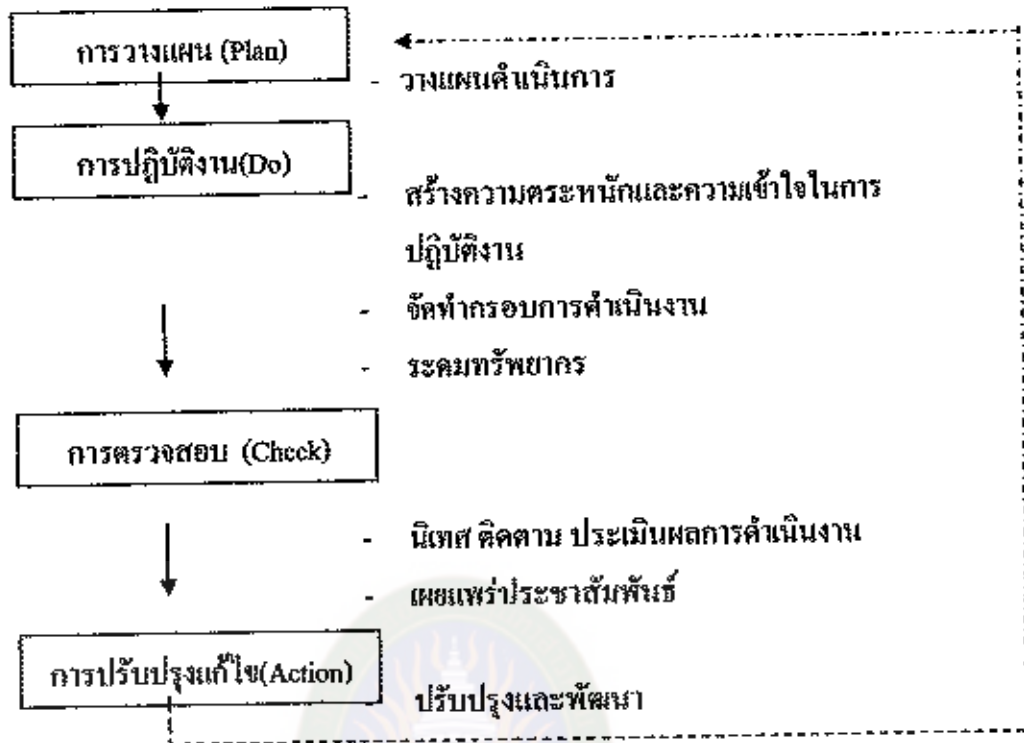 การวางแผน (Plan)
- วางแผนดำเนินการ
การปฎิบัติงาน(Do)
- สร้างความตระหนักและความเข้าใจในการ
ปฎิบัติงาน
- จัดทำกรอบการดำเนินงาน
- ระดมทรัพยากร
การตรวจสอบ (Check)
- นิเทศ ติดตาม ประเมินผลการดำเนินงาน
- เผยแพร่ประชาสัมพันธ์
การปรับปรุงแก้ไข(Action)
- ปรับปรุงและพัฒนา